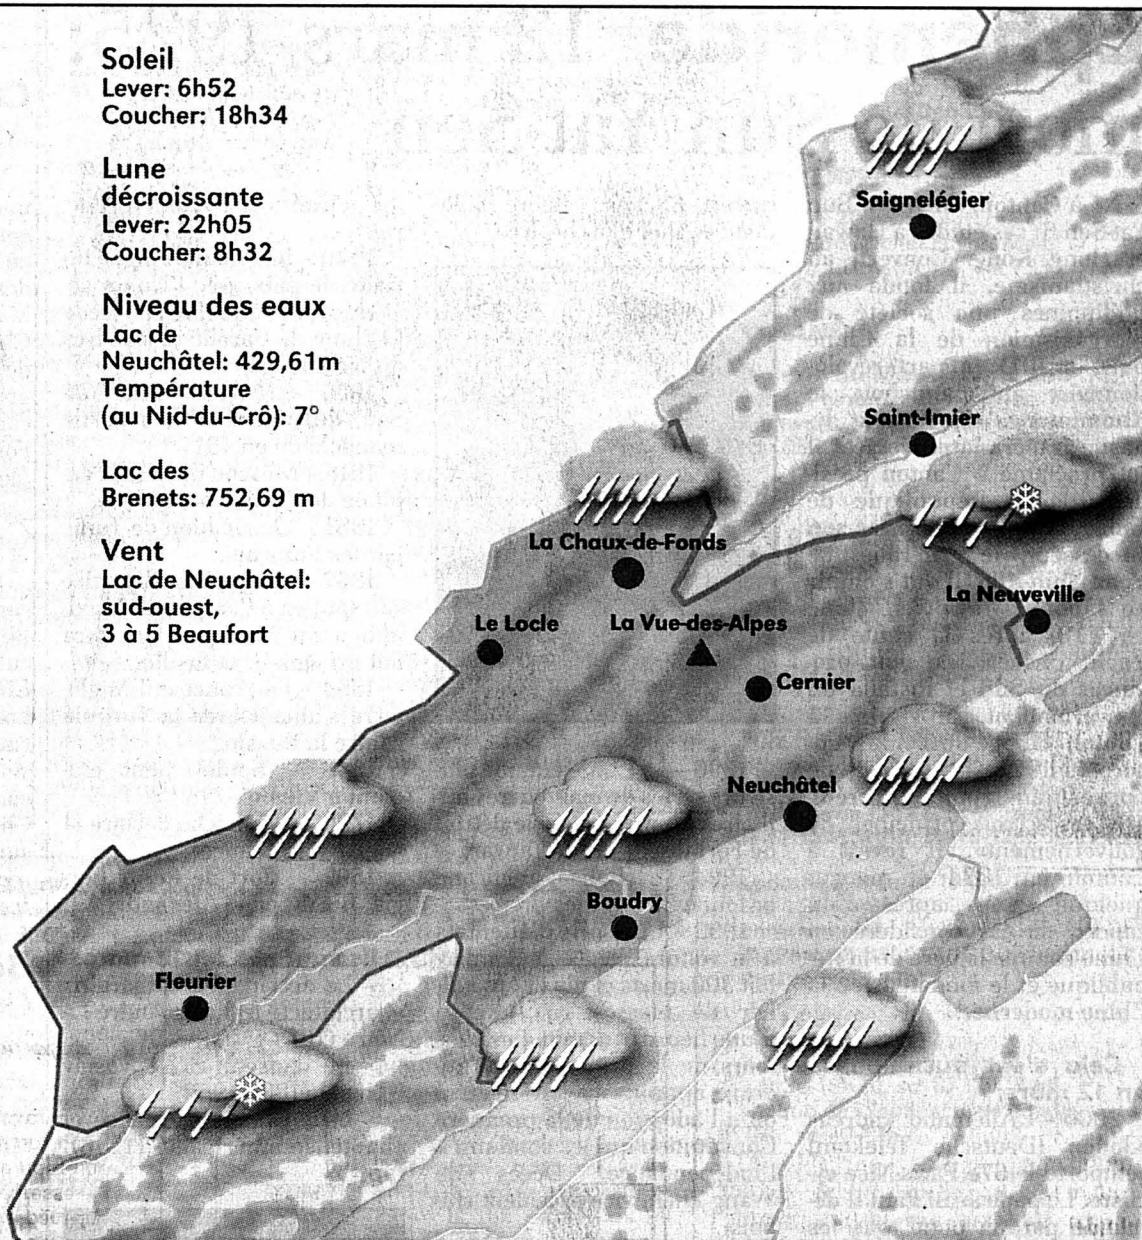 Soleil
Lever: 6h52
Coucher: 18h34
Lune
décroissante
Lever: 22h05
Coucher: 8h32
Niveau des eaux
Lac de
Neuchâtel: 429,61m
Température
(au Nid-du-Crô): 7°
Lac des
Brenets: 752,69 m
Vent
Lac de Neuchâtel:
sud-ouest,
3 à 5 Beaufort
Saignelégier
Saint-Imier
La Chaux-de-Fonds
La Neuveville
Le Locle
La Vue-des-Alpes
Cernier
Neuchâtel
Boudry
Fleurier